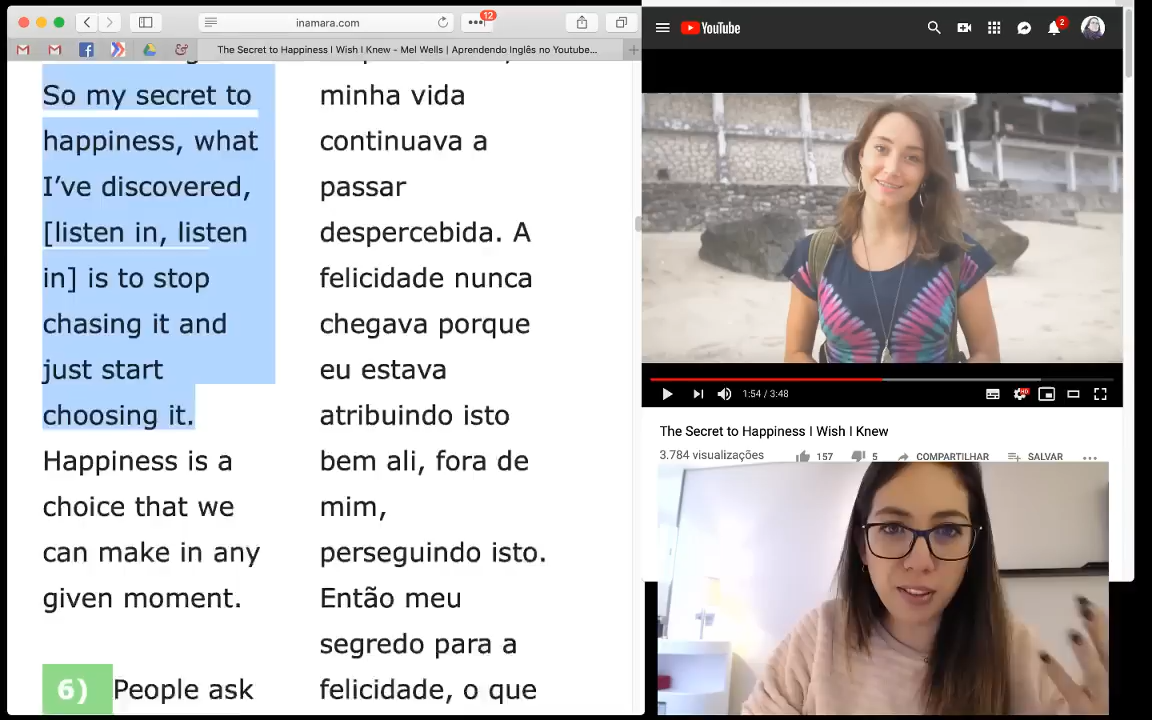 inamara.com
12
The Secret to Happiness I Wish I Knew - Mel Wells | Aprendendo Inglês no Youtube...
So my secret to
happiness, what
I've discovered,
[listen in, listen
in] is to stop
chasing it and
just start
choosing it.
Happiness is a
choice that we
can make in any
given moment.
6) People ask
minha vida
continuava a
passar
despercebida. A
felicidade nunca
chegava porque
eu estava
atribuindo isto
bem ali, fora de
mim,
perseguindo isto.
Então meu
segredo para a
felicidade, o que
YouTube
2
1:54 / 3:48
HD
The Secret to Happiness I Wish I Knew
3.784 visualizações
157
5
COMPARTILHAR
SALVAR